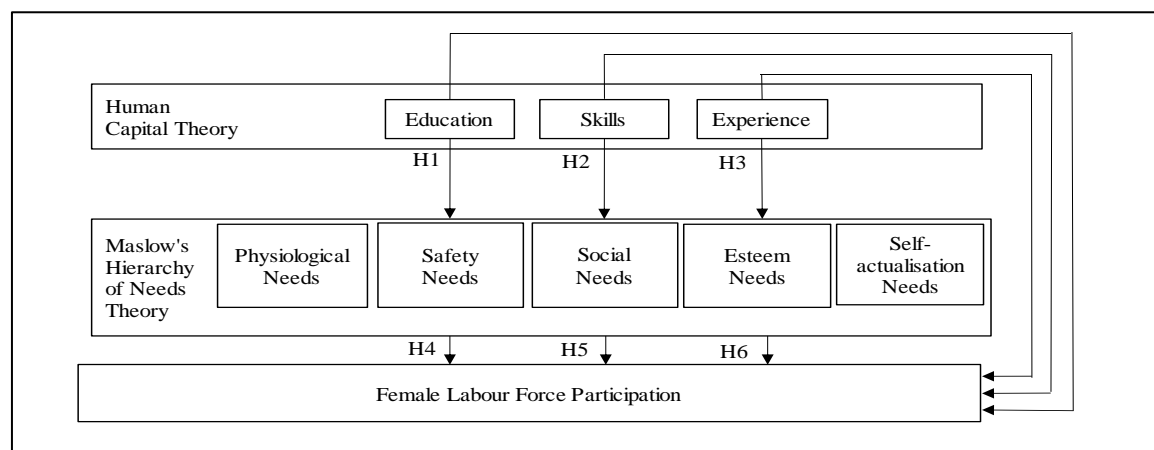 Human
Capital Theory
Education
Skills
Experience
H1
H2
H3
Maslow's
Hierarchy
of Needs
Theory
Physiological
Needs
Safety
Needs
Social
Needs
Esteem
Needs
Self-
actualisation
Needs
H4
H5
H6
Female Labour Force Participation